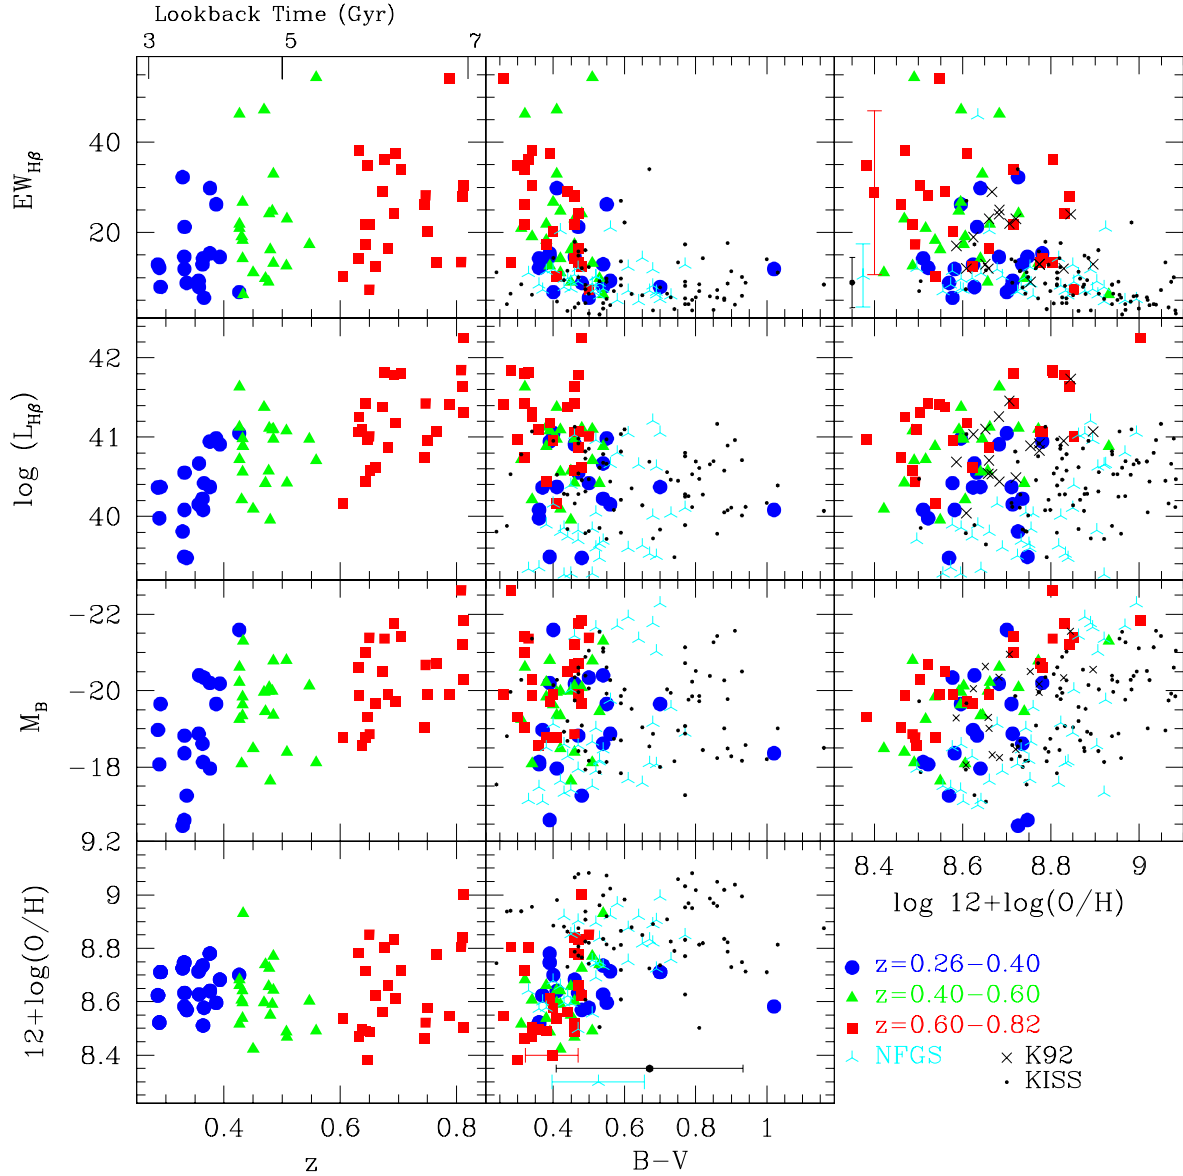 Lookback Time (Gyr)
3 5 7
EW_Hβ
40
20
log (L_Hβ)
42
41
40
M_B
−22
−20
−18
9.2
12+log(O/H)
9
8.8
8.6
8.4
0.4 0.6 0.8
z
0.4 0.6 0.8 1
B−V
8.4 8.6 8.8 9
log 12+log(O/H)
z=0.26−0.40
z=0.40−0.60
z=0.60−0.82
NFGS K92
KISS